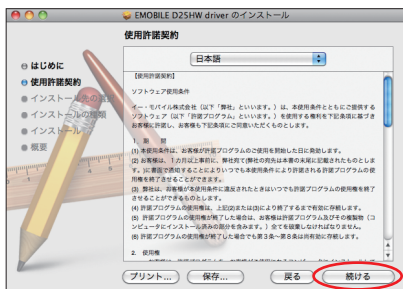 EMOBILE D25HW driver のインストール
使用許諾契約
日本語
はじめに
使用許諾契約
インストール先の選
インストールの種類
インストール
概要
【使用許諾契約】
ソフトウェア使用条件
イー・モバイル株式会社（以下「弊社」といいます。）は、本使用条件とともにご提供する
ソフトウェア（以下「許諾プログラム」といいます。）を使用する権利を下記条項に基づき
お客様に許諾し、お客様も下記条項にご同意いただくものとします。
1. 期　間
(1) 本使用条件は、お客様が許諾プログラムのご使用を開始した日に発効します。
(2) お客様は、１カ月以上事前に、弊社宛て(弊社の宛先は本書の末尾に記載されたものとしま
す。)に書面で通知することによりいつでも本使用条件により許諾される許諾プログラムの使
用権を終了させることができます。
(3) 弊社は、お客様が本使用条件に違反されたときはいつでも許諾プログラムの使用権を終了
させることができるものとします。
(4) 許諾プログラムの使用権は、上記(2)または(3)により終了するまで有効に存続します。
(5) 許諾プログラムの使用権が終了した場合は、お客様は許諾プログラム及びその複製物（コ
ンピュータにインストール済みの部分を含みます。）全てを破棄しなければなりません。
(6) 許諾プログラムの使用権が終了した場合でも第３条〜第８条は尚有効に存続します。
2. 使用権
プリント...
保存...
戻る
続ける